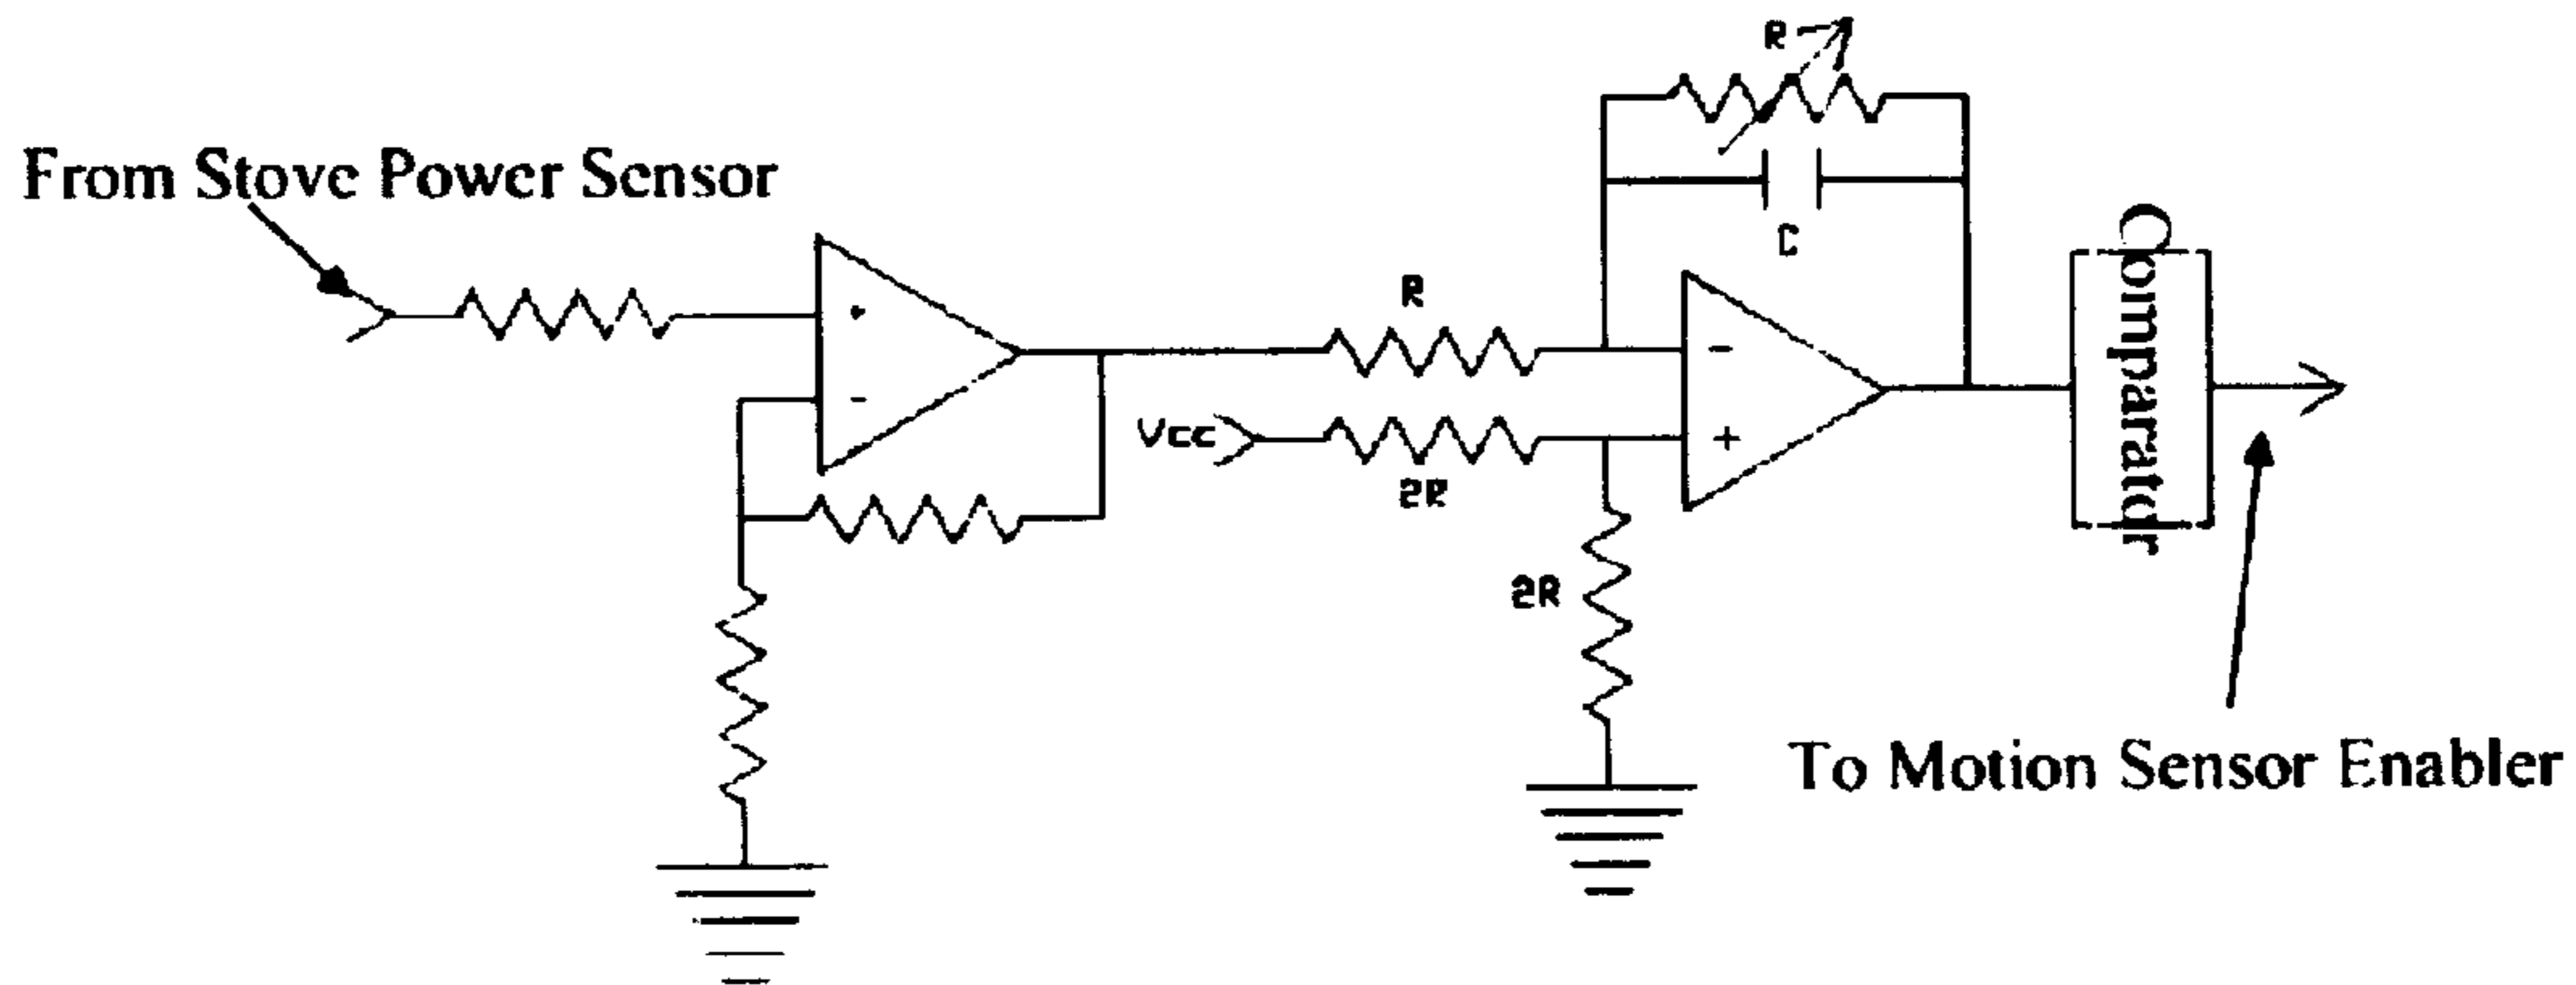 R
From Stove Power Sensor
C
R
+
-
-
+
Vcc
2R
2R
Comparator
To Motion Sensor Enabler